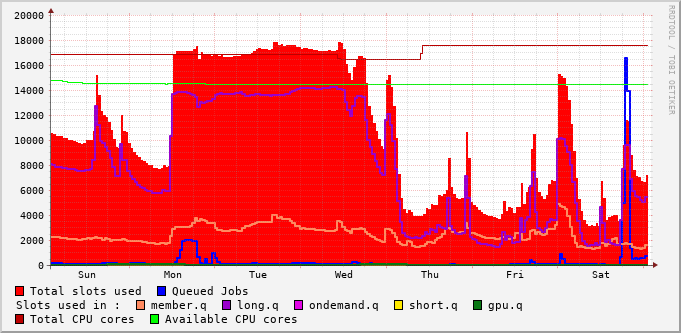 20000
18000
16000
14000
12000
10000
8000
6000
4000
2000
0
Sun Mon Tue Wed Thu Fri Sat
RRDTOOL / TOBI OETIKER
Total slots used Queued Jobs
Slots used in : member.q long.q ondemand.q short.q gpu.q
Total CPU cores Available CPU cores